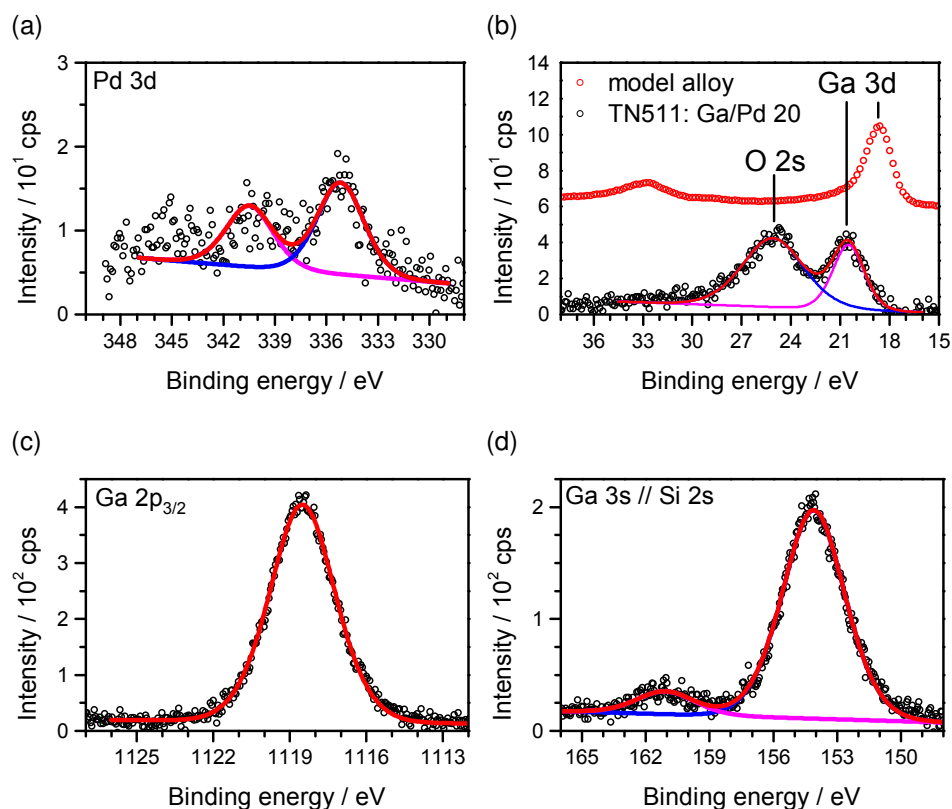 (a)
Pd 3d
3
2
1
0
348 345 342 339 336 333 330
Intensity / 10¹ cps
Binding energy / eV
(b)
model alloy
TN511: Ga/Pd 20
Ga 3d
O 2s
14
12
10
8
6
4
2
0
36 33 30 27 24 21 18 15
Intensity / 10¹ cps
Binding energy / eV
(c)
Ga 2p₃/₂
4
3
2
1
0
1125 1122 1119 1116 1113
Intensity / 10² cps
Binding energy / eV
(d)
Ga 3s // Si 2s
2
1
0
165 162 159 156 153 150
Intensity / 10² cps
Binding energy / eV